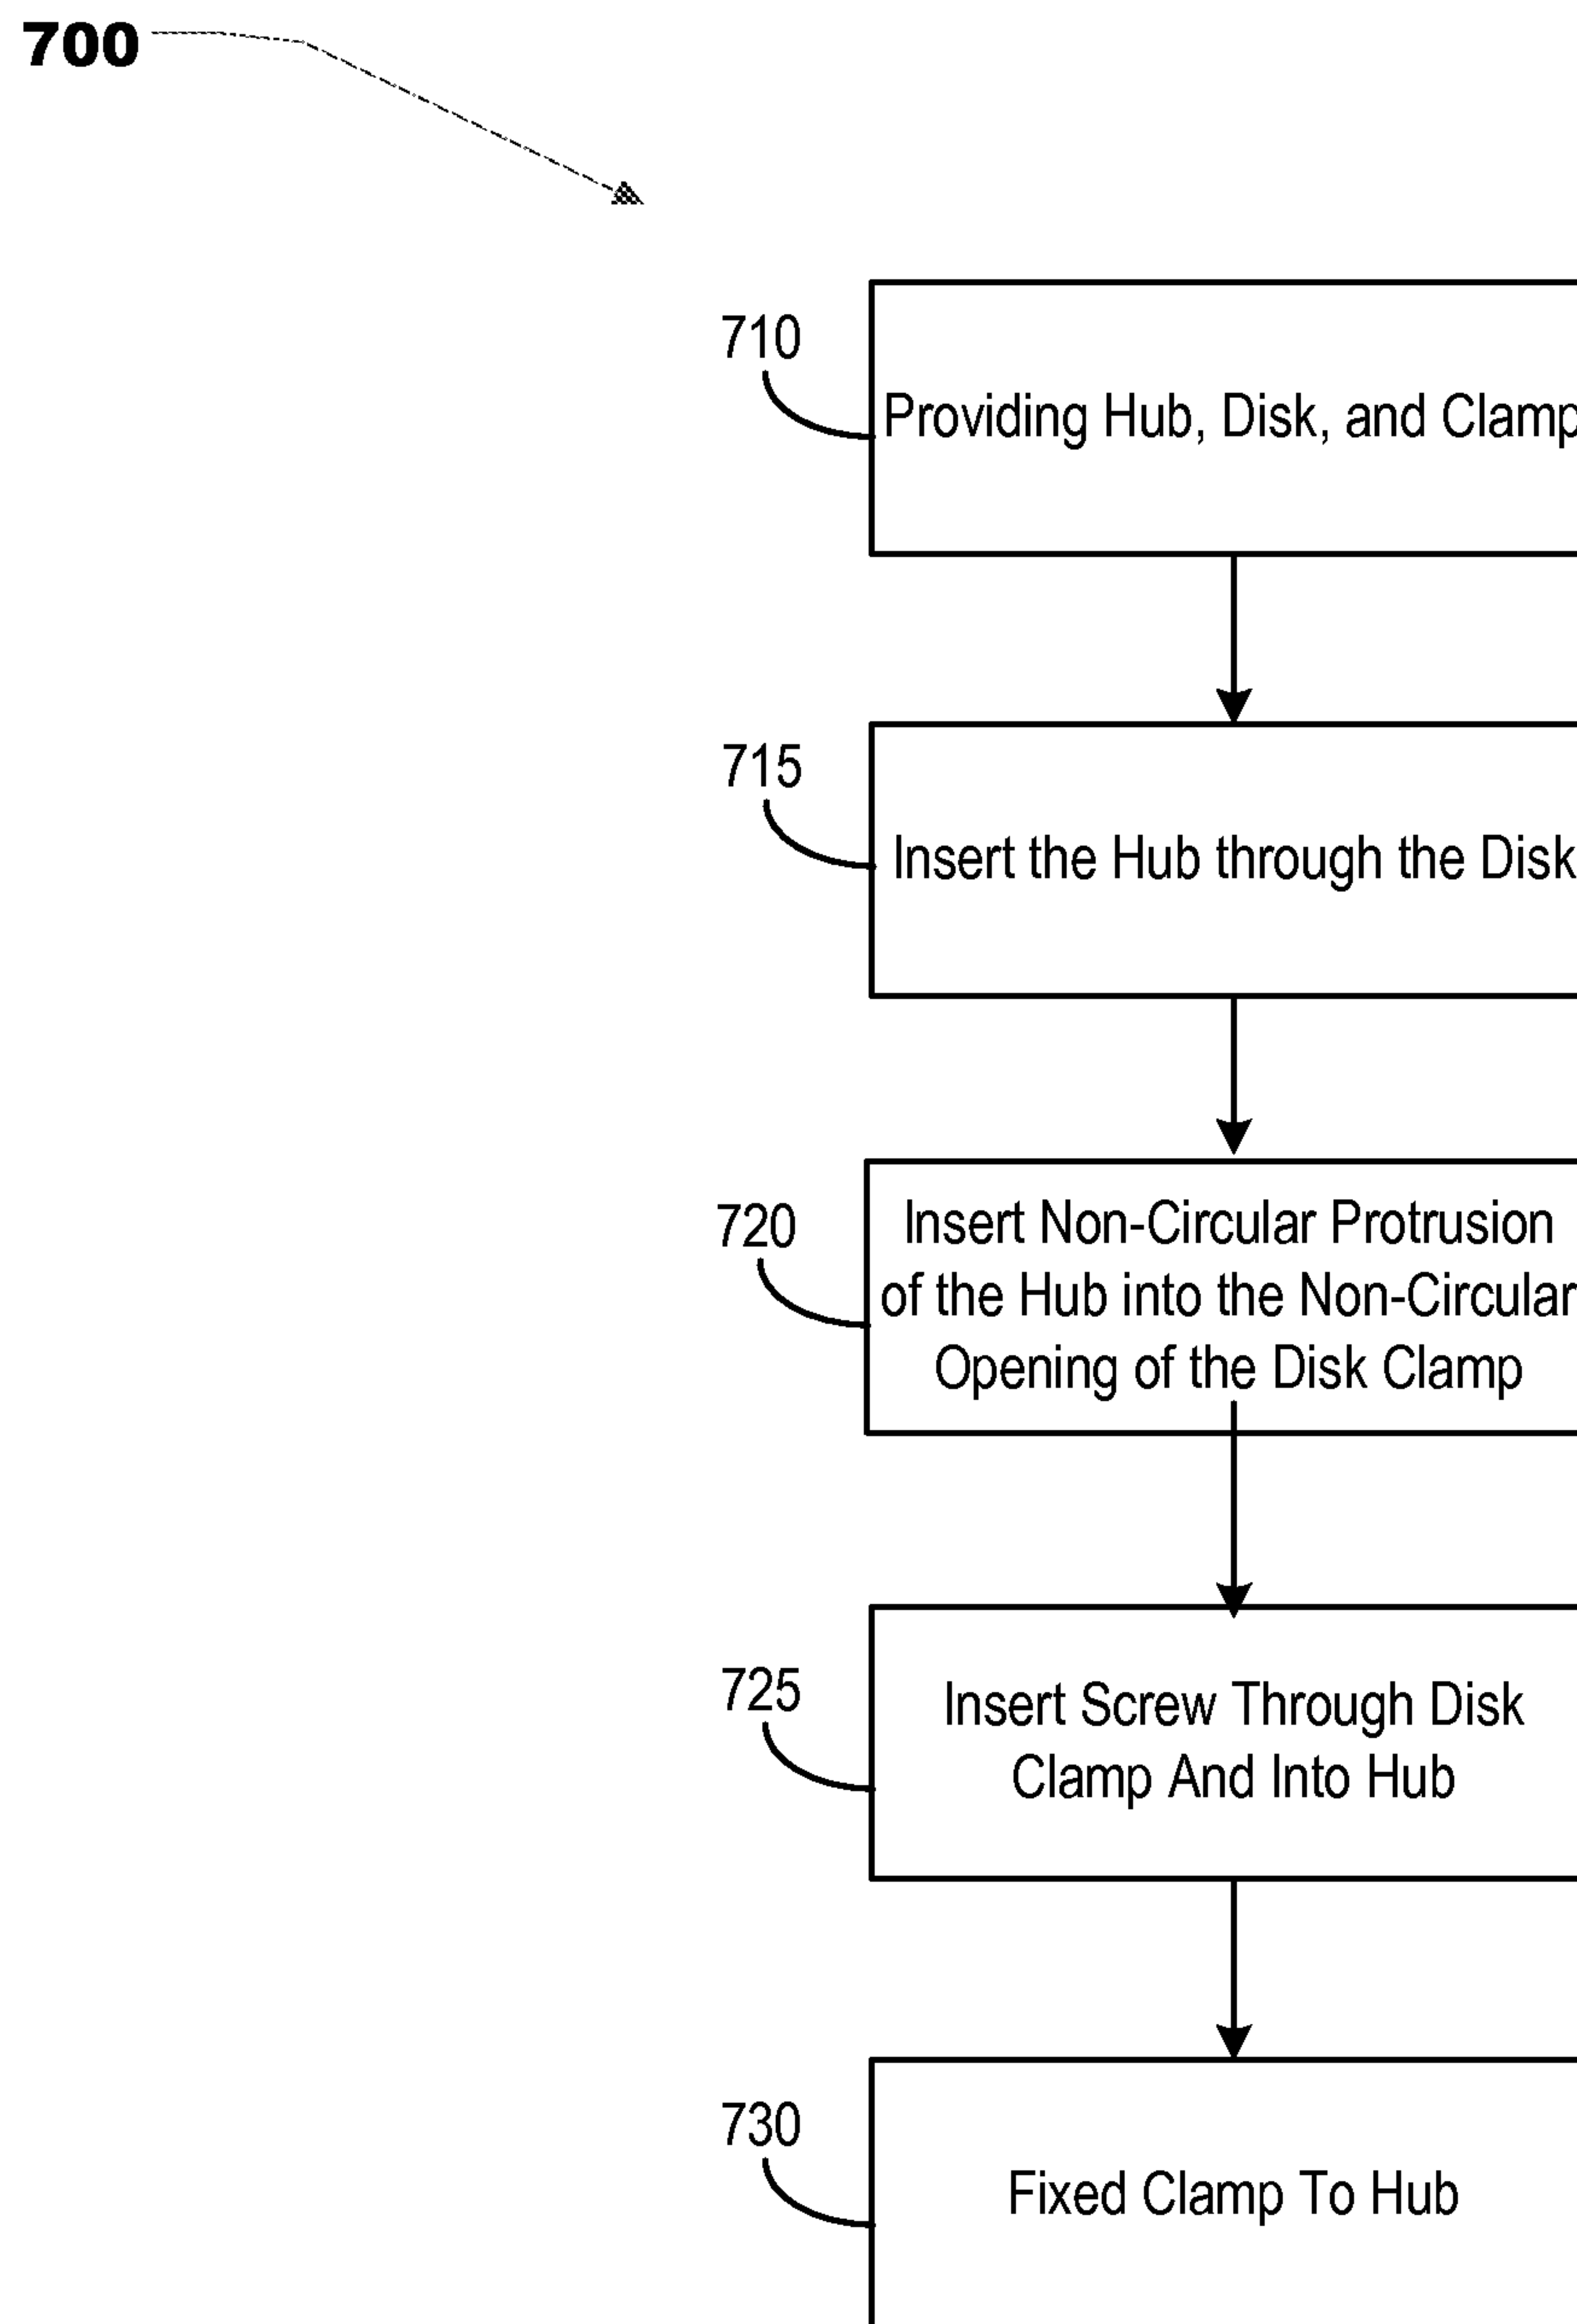 700
710
Providing Hub, Disk, and Clamp
715
Insert the Hub through the Disk
720
Insert Non-Circular Protrusion
of the Hub into the Non-Circular
Opening of the Disk Clamp
725
Insert Screw Through Disk
Clamp And Into Hub
730
Fixed Clamp To Hub